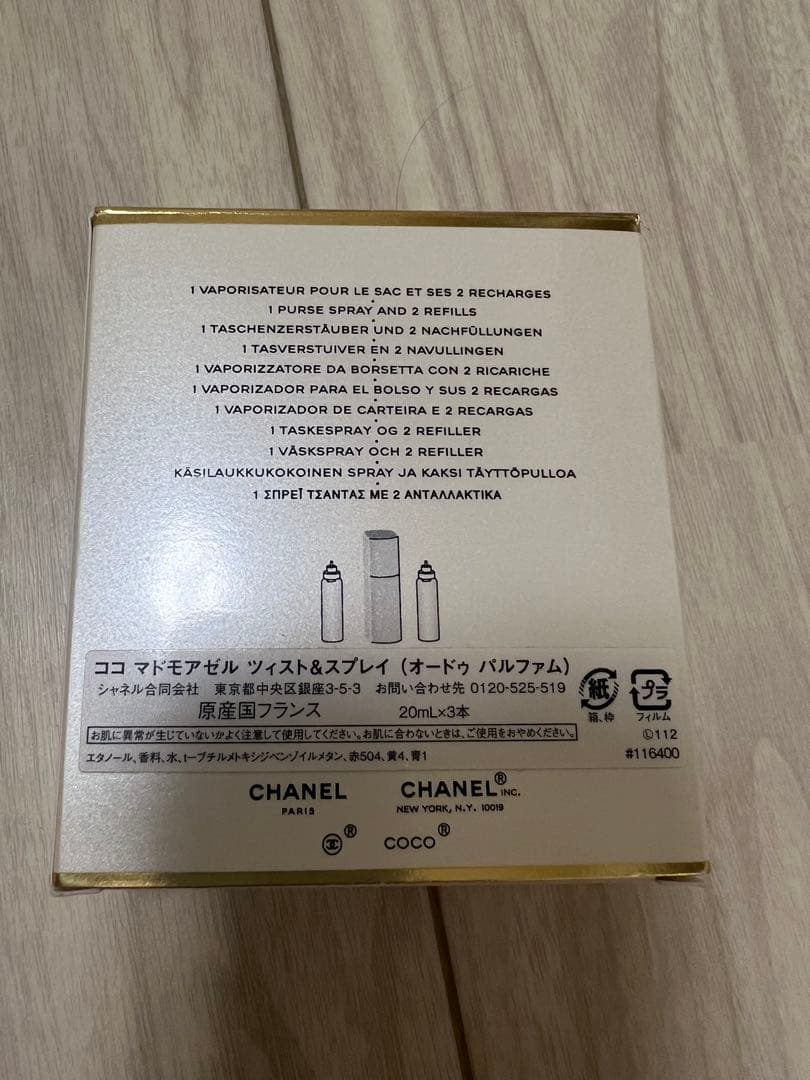 1 VAPORISATEUR POUR LE SAC ET SES 2 RECHARGES
1 PURSE SPRAY AND 2 REFILLS
1 TASCHENZERSTÄUBER UND 2 NACHFÜLLUNGEN
1 TASVERSTUIVER EN 2 NAVULLINGEN
1 VAPORIZZATORE DA BORSETTA CON 2 RICARICHE
1 VAPORIZADOR PARA EL BOLSO Y SUS 2 RECARGAS
1 VAPORIZADOR DE CARTEIRA E 2 RECARGAS
1 TASKESPRAY OG 2 REFILLER
1 VÄSKSPRAY OCH 2 REFILLER
KÄSILAUKKUKOKOINEN SPRAY JA KAKSI TÄYTTÖPULLOA
1 ΣΠΡΕΪ ΤΣΑΝΤΑΣ ΜΕ 2 ΑΝΤΑΛΛΑΚΤΙΚΑ
ココ マドモアゼル ツィスト&スプレイ (オードゥ パルファム)
シャネル合同会社 東京都中央区銀座3-5-3 お問い合わせ先 0120-525-519
紙 プラ
箱、枠 フィルム
原産国フランス 20mL×3本
お肌に異常が生じていないかよく注意して使用してください。お肌に合わないときは、ご使用をおやめください。
Ⓛ112
エタノール、香料、水、t-ブチルメトキシジベンゾイルメタン、赤504、黄4、青1
#116400
CHANEL CHANEL® INC.
PARIS NEW YORK, N.Y. 10019
® COCO®